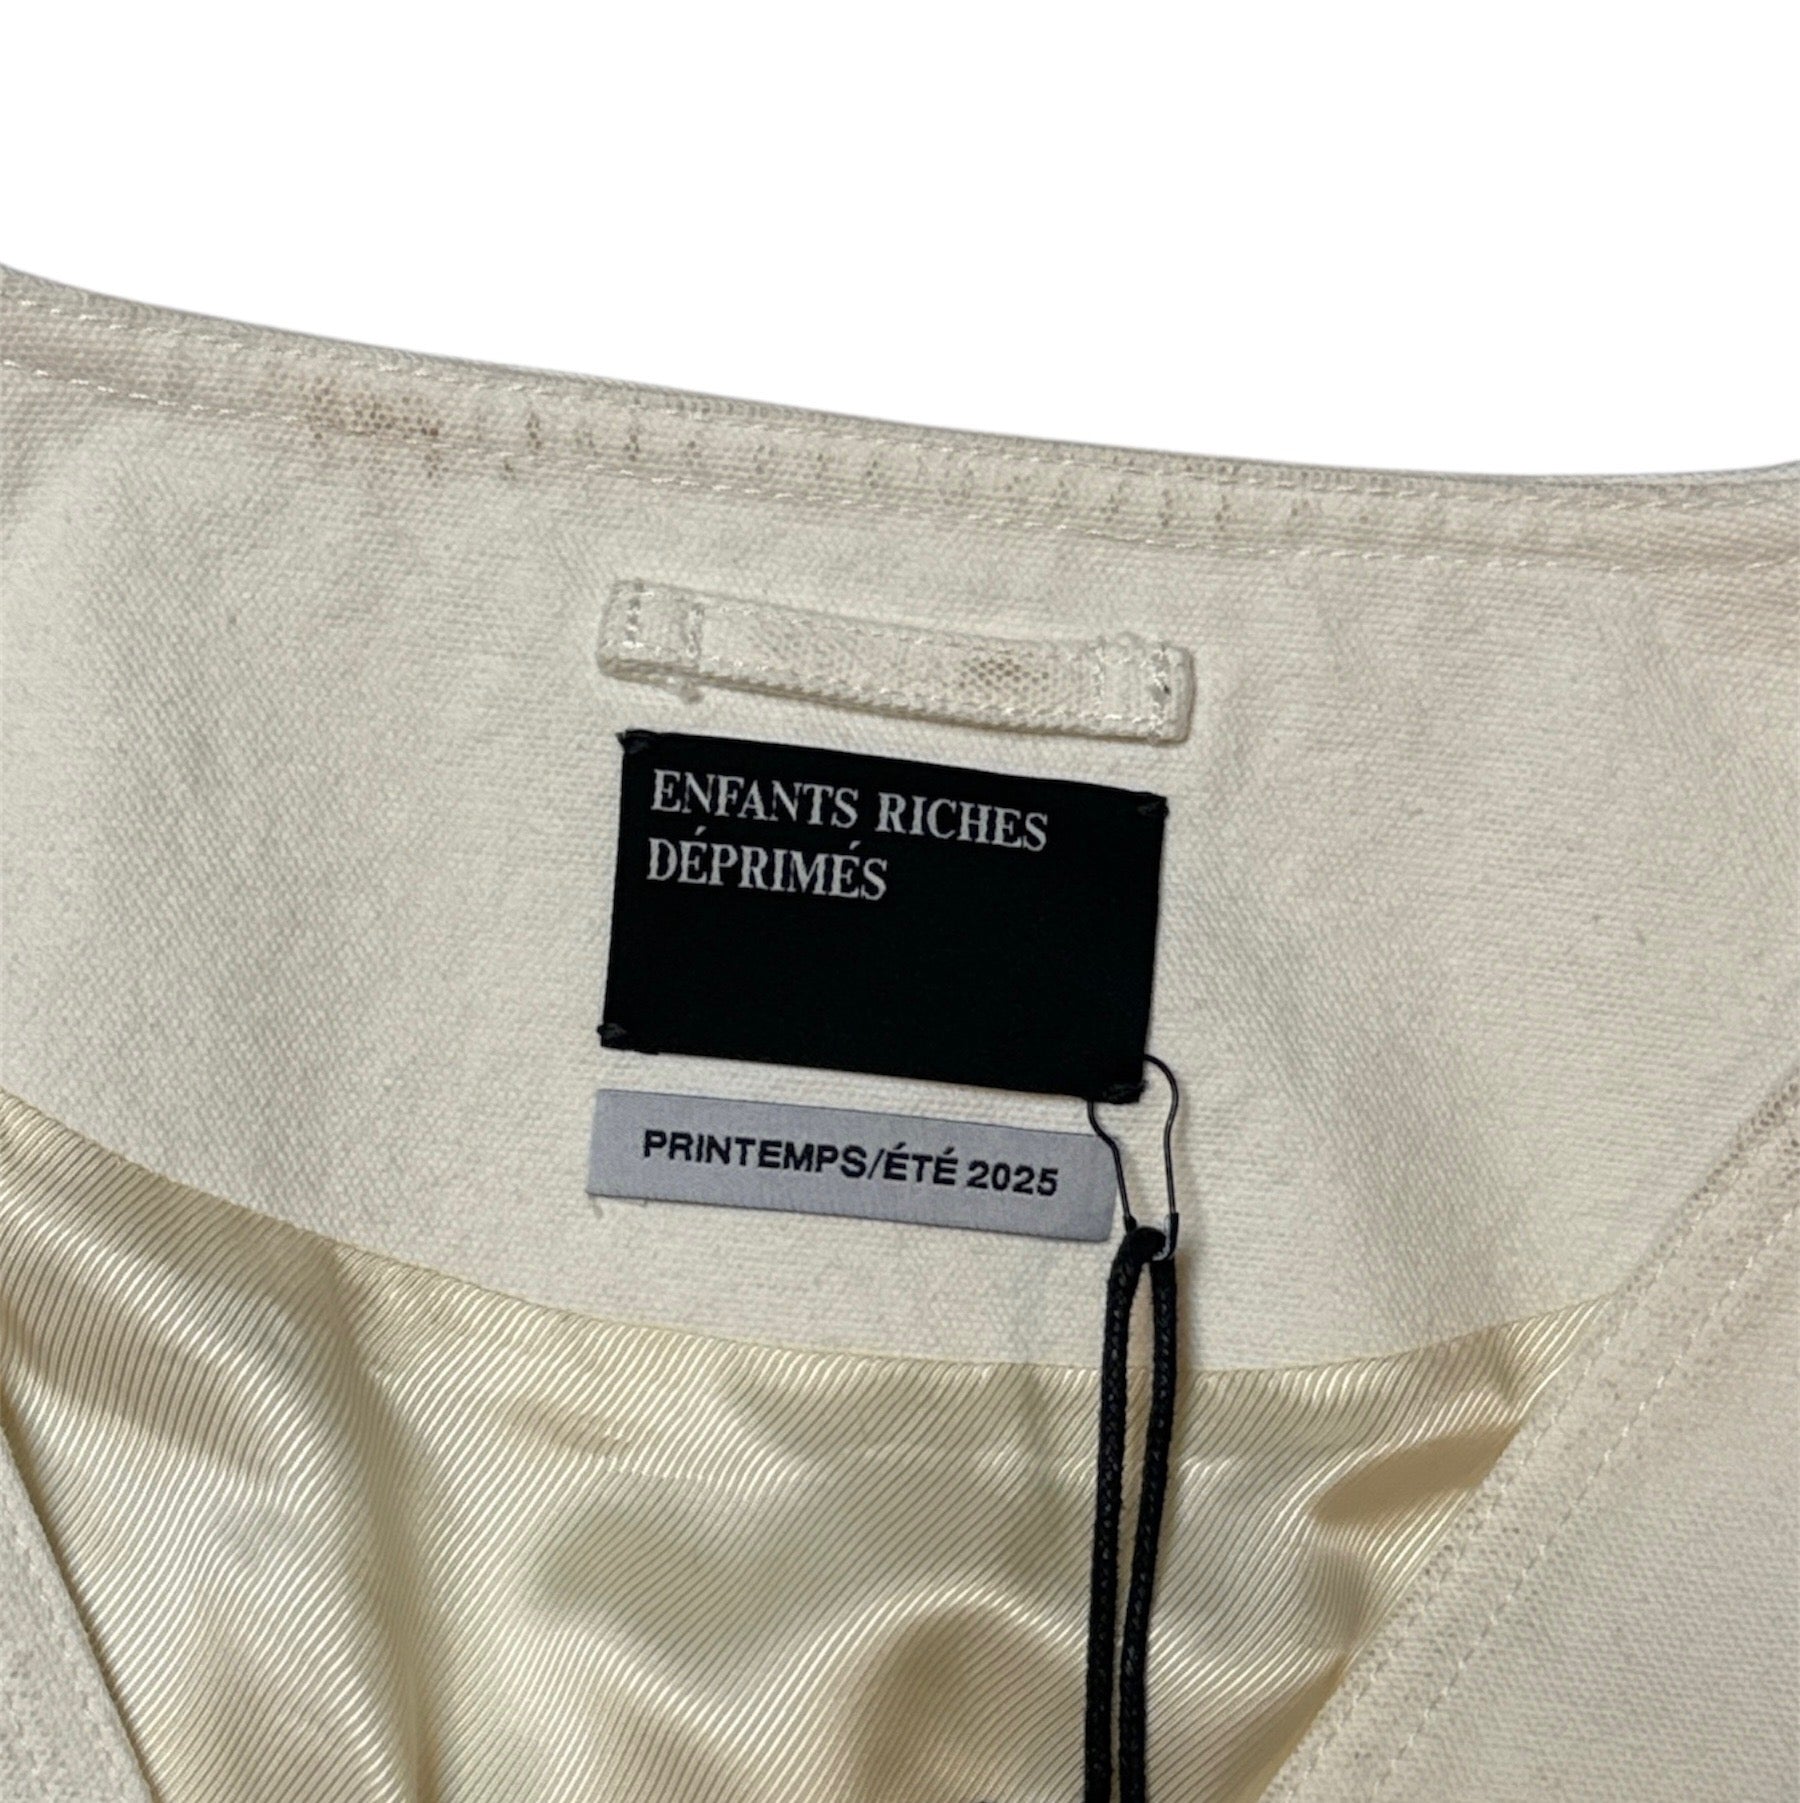 ENFANTS RICHES
DÉPRIMÉS
PRINTEMPS/ÉTÉ 2025